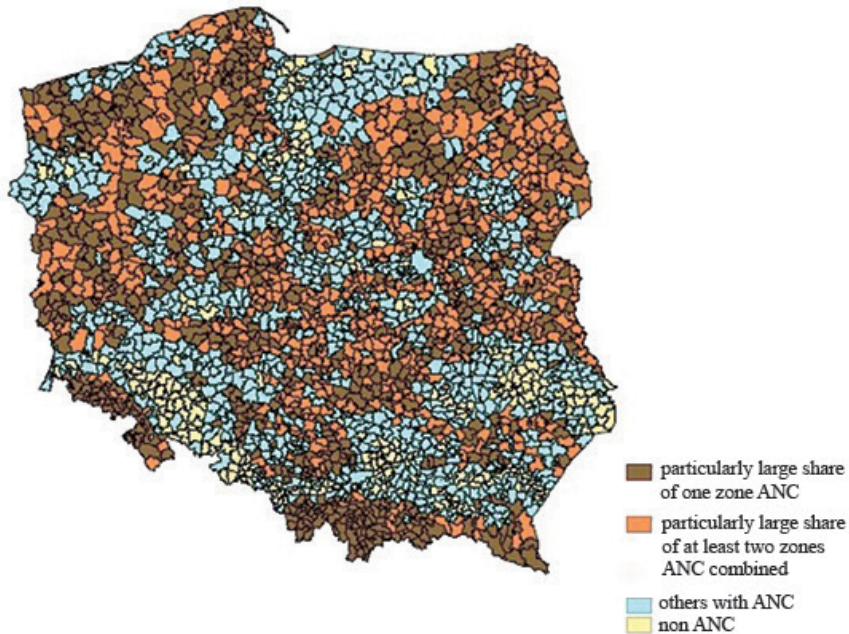 particularly large share
of one zone ANC
particularly large share
of at least two zones
ANC combined
others with ANC
non ANC